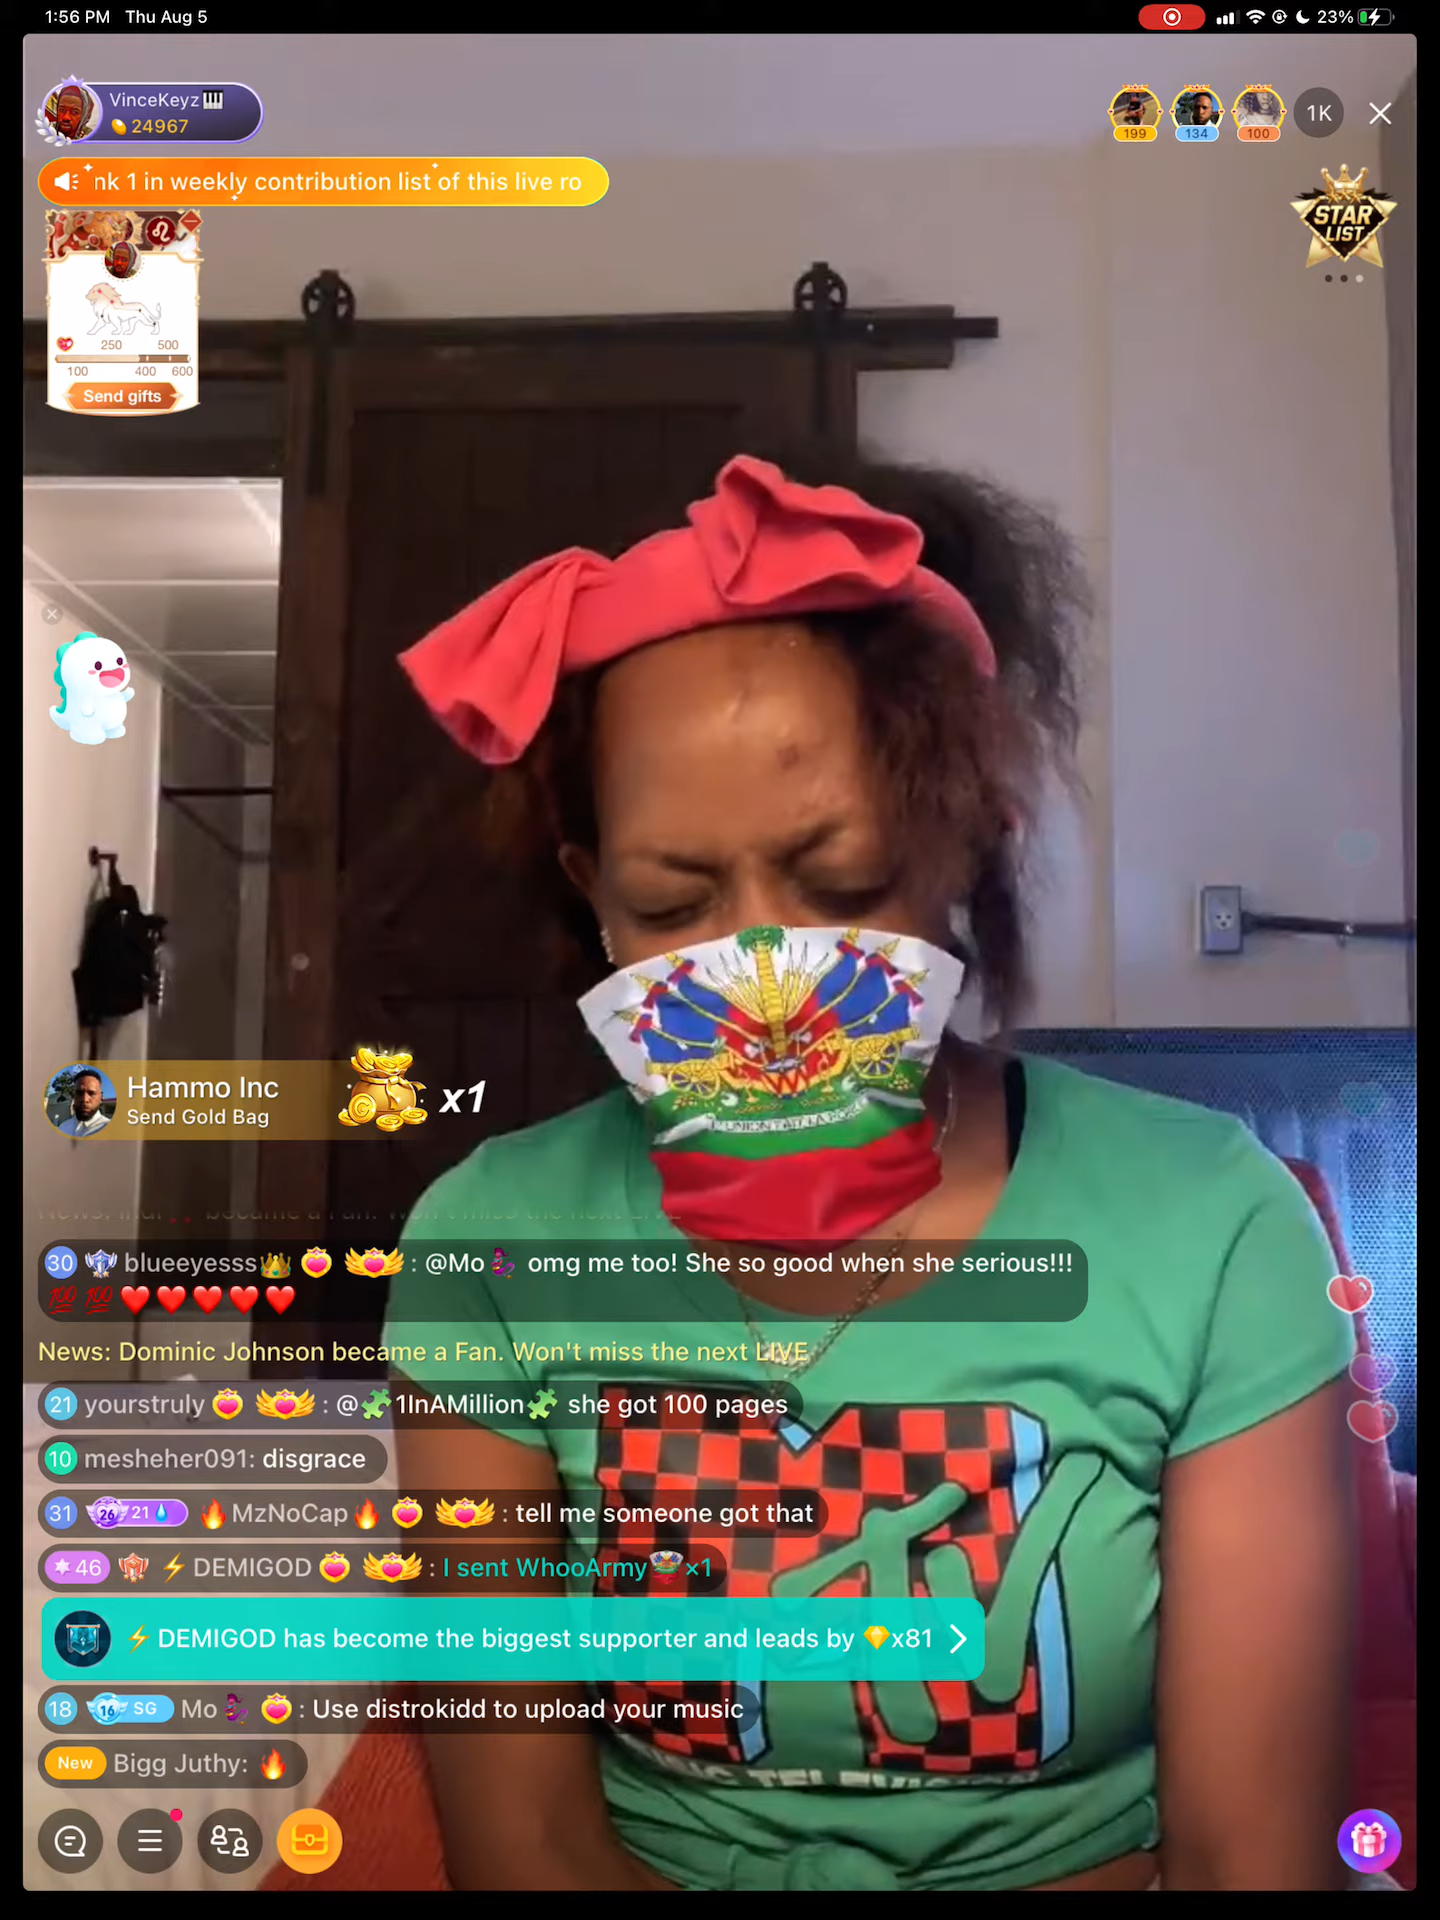 1:56 PM Thu Aug 5
23%
VinceKeyz🎹
24967
199
134
100
1K
nk 1 in weekly contribution list of this live ro
STAR
LIST
250 500
100 400 600
Send gifts
Hammo Inc
Send Gold Bag
x1
30 blueeyesss👑 : @Mo omg me too! She so good when she serious!!!
💯 💯 ❤️ ❤️ ❤️ ❤️ ❤️
News: Dominic Johnson became a Fan. Won't miss the next LIVE
21 yourstruly : @🧩1InAMillion🧩 she got 100 pages
10 mesheher091: disgrace
31 26 21💧 🔥MzNoCap🔥 : tell me someone got that
46 ⚡DEMIGOD : I sent WhooArmy x1
⚡DEMIGOD has become the biggest supporter and leads by x81
18 16 SG Mo : Use distrokidd to upload your music
New Bigg Juthy: 🔥
TV